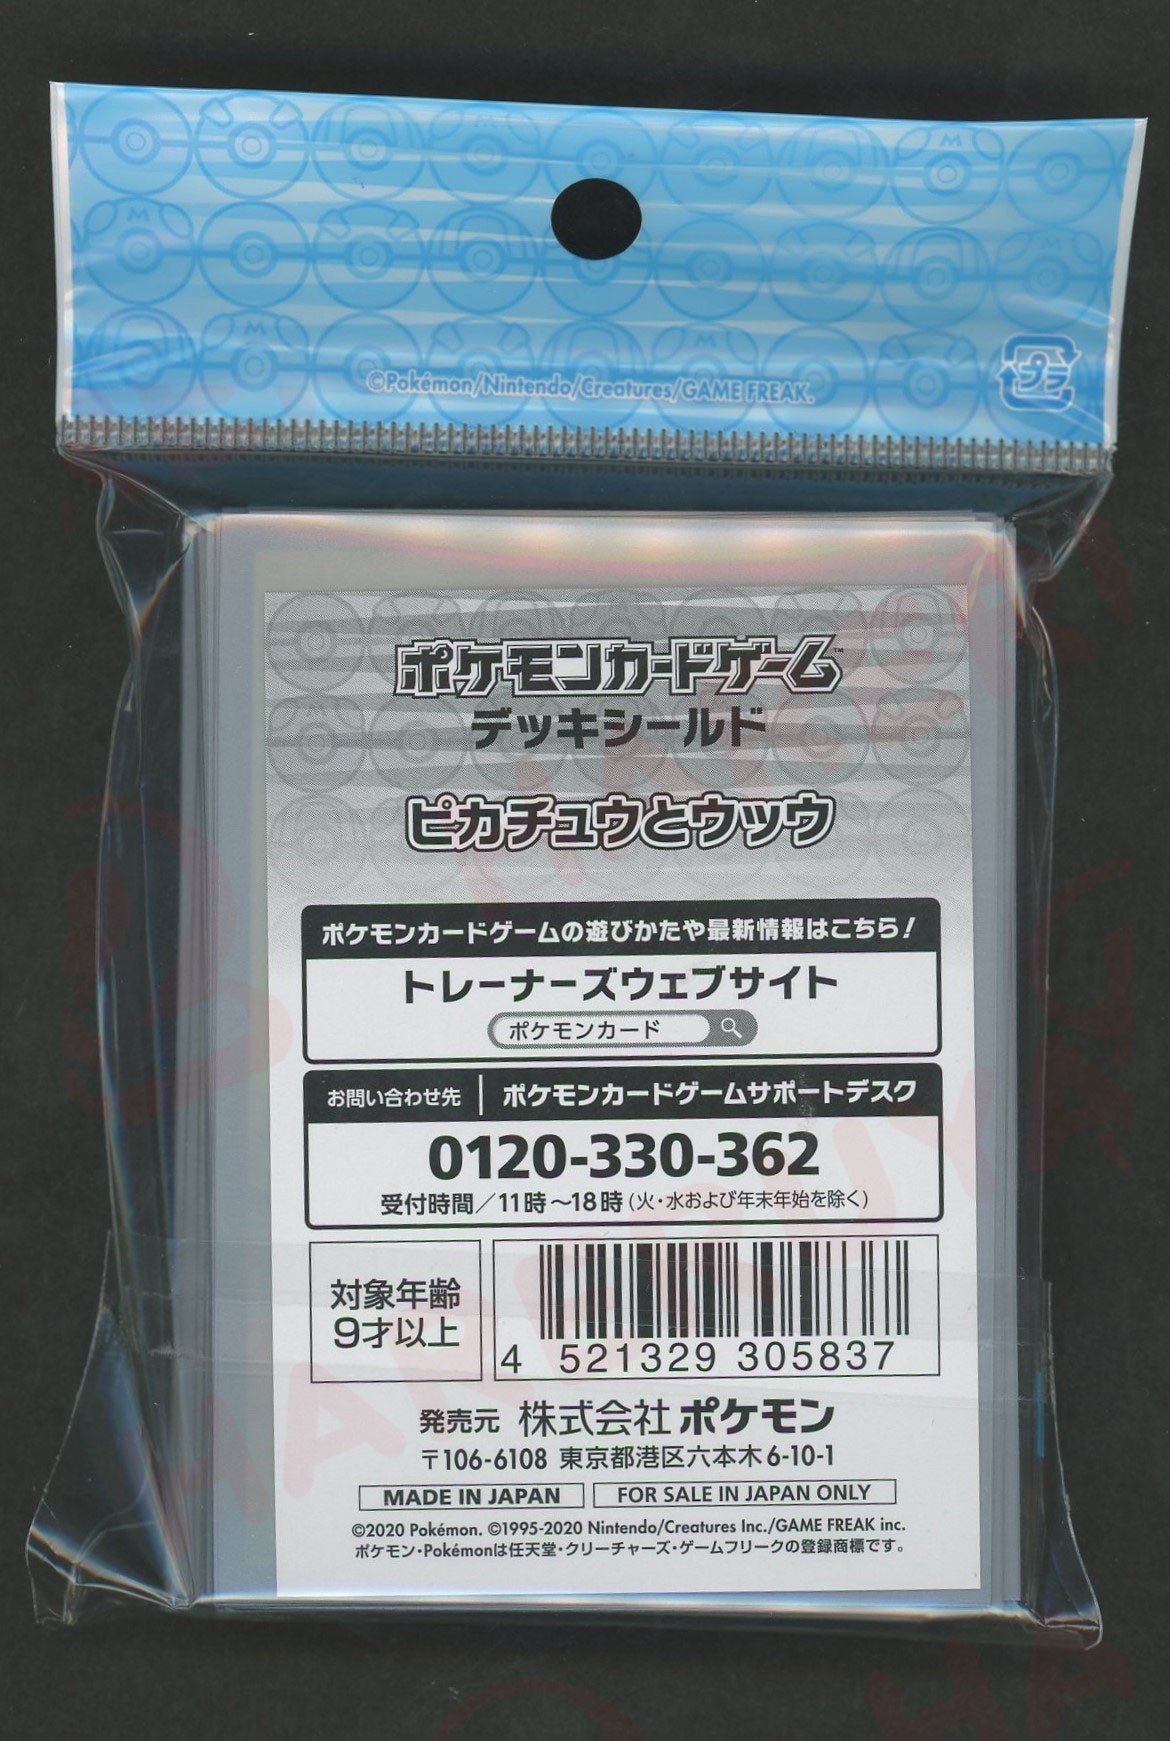 ©Pokémon/Nintendo/Creatures/GAME FREAK.
プラ
ポケモンカードゲーム™
デッキシールド
ピカチュウとウッウ
ポケモンカードゲームの遊びかたや最新情報はこちら!
トレーナーズウェブサイト
ポケモンカード
お問い合わせ先 ポケモンカードゲームサポートデスク
0120-330-362
受付時間/11時~18時(火・水および年末年始を除く)
対象年齢
9才以上
4 521329 305837
発売元 株式会社ポケモン
〒106-6108 東京都港区六本木6-10-1
MADE IN JAPAN FOR SALE IN JAPAN ONLY
©2020 Pokémon. ©1995-2020 Nintendo/Creatures Inc./GAME FREAK inc.
ポケモン・Pokémonは任天堂・クリーチャーズ・ゲームフリークの登録商標です。